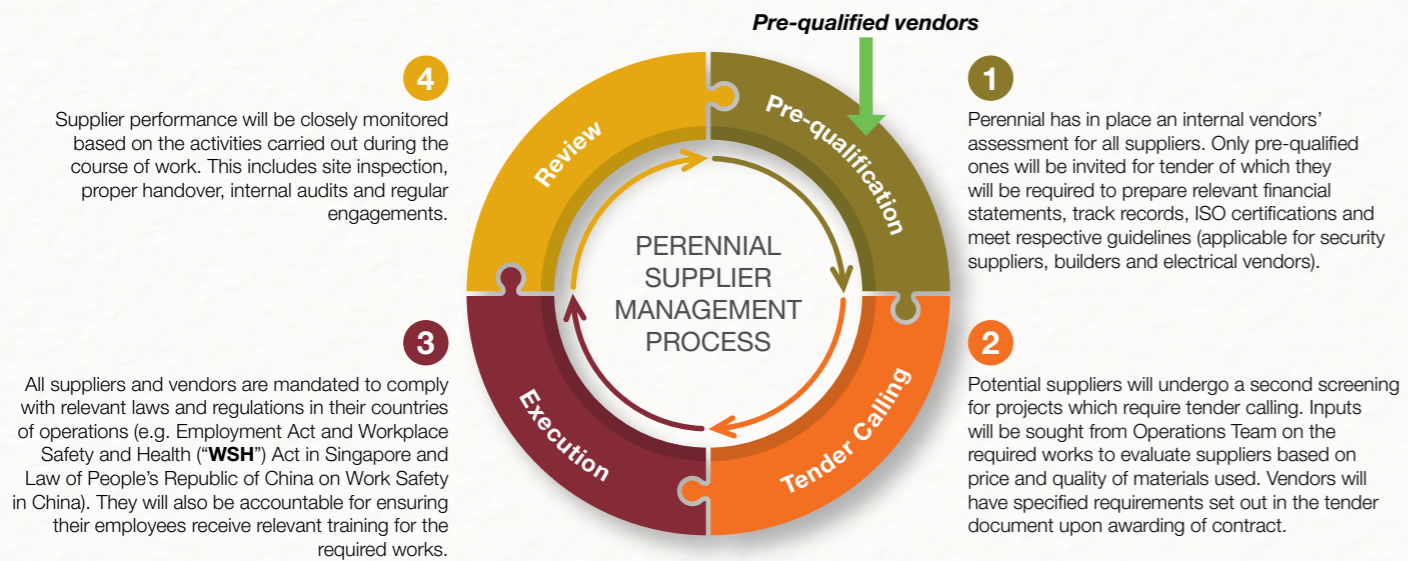 Pre-qualified vendors
1
Pre-qualification
Perennial has in place an internal vendors’
assessment for all suppliers. Only pre-qualified
ones will be invited for tender of which they
will be required to prepare relevant financial
statements, track records, ISO certifications and
meet respective guidelines (applicable for security
suppliers, builders and electrical vendors).
2
Tender Calling
Potential suppliers will undergo a second screening
for projects which require tender calling. Inputs
will be sought from Operations Team on the
required works to evaluate suppliers based on
price and quality of materials used. Vendors will
have specified requirements set out in the tender
document upon awarding of contract.
3
Execution
All suppliers and vendors are mandated to comply
with relevant laws and regulations in their countries
of operations (e.g. Employment Act and Workplace
Safety and Health (“WSH”) Act in Singapore and
Law of People’s Republic of China on Work Safety
in China). They will also be accountable for ensuring
their employees receive relevant training for the
required works.
4
Review
Supplier performance will be closely monitored
based on the activities carried out during the
course of work. This includes site inspection,
proper handover, internal audits and regular
engagements.
PERENNIAL
SUPPLIER
MANAGEMENT
PROCESS